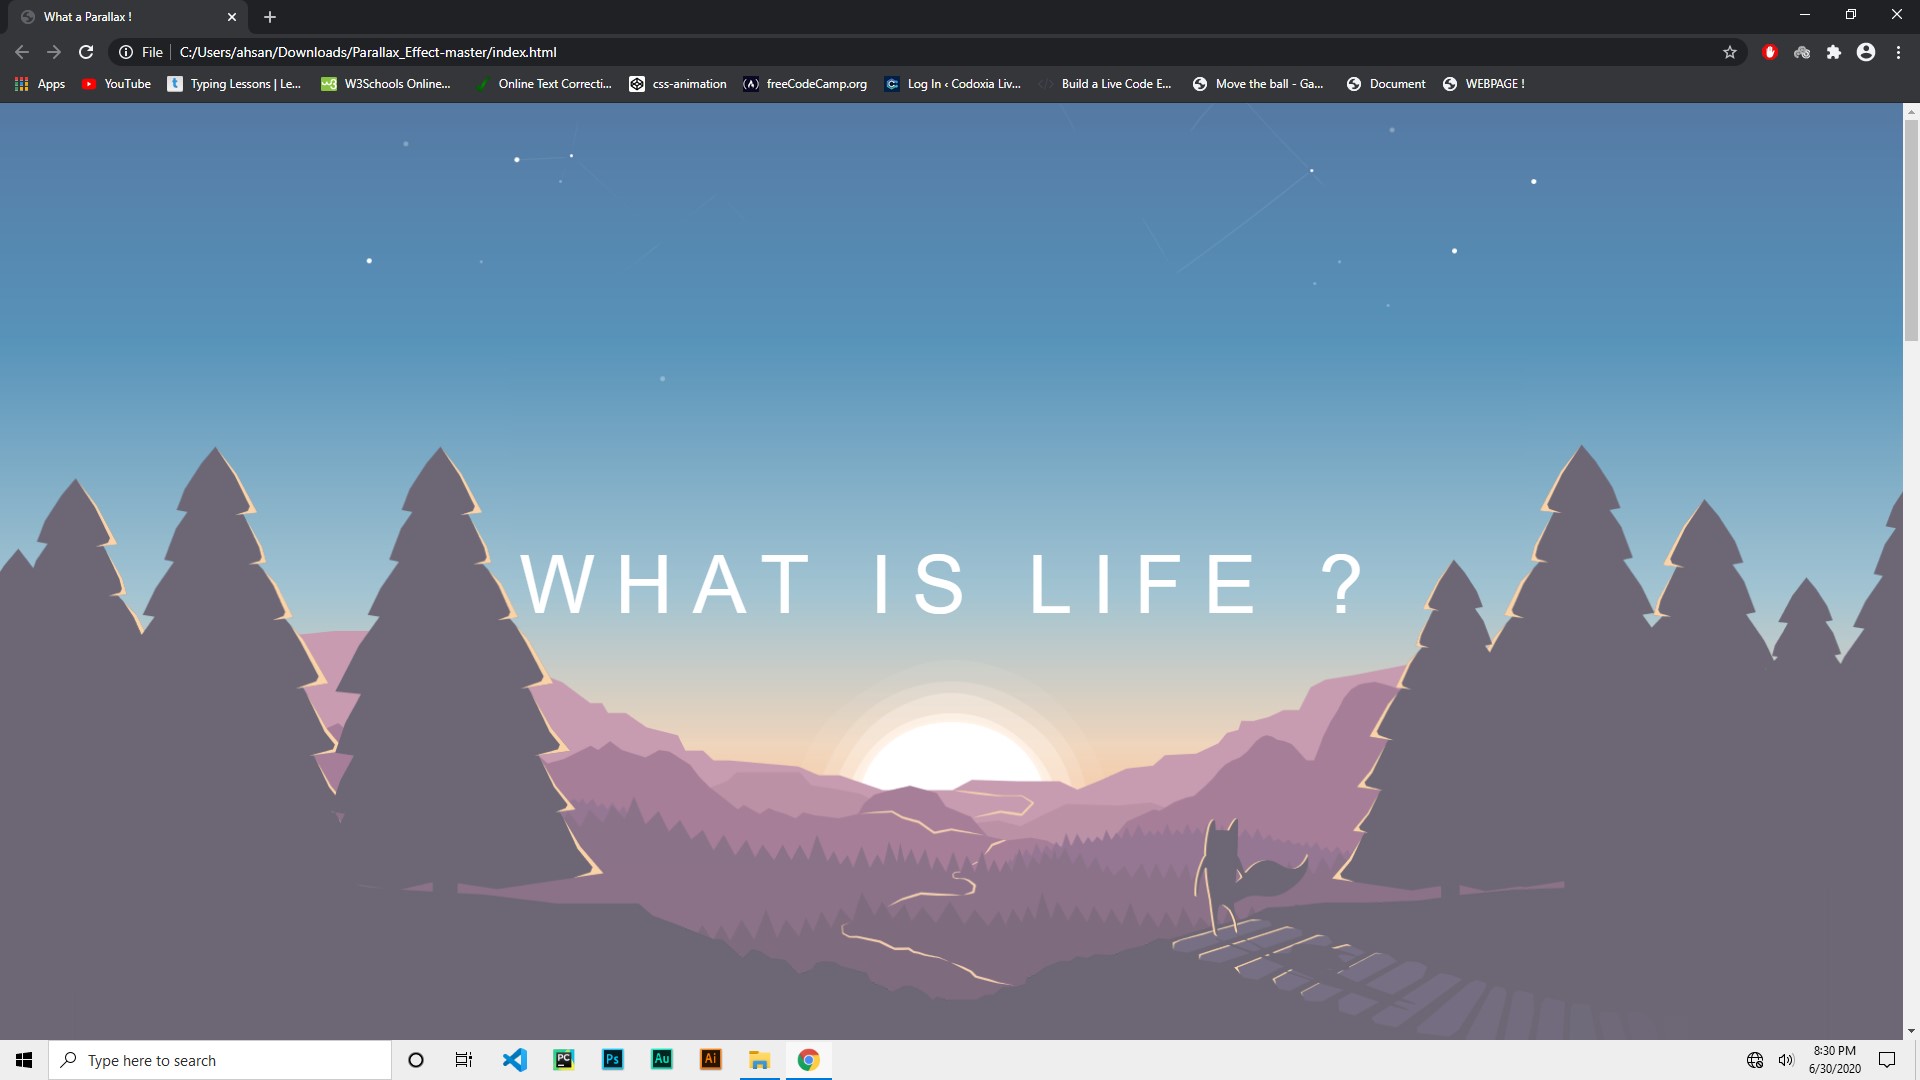 What a Parallax !
File C:/Users/ahsan/Downloads/Parallax_Effect-master/index.html
Apps YouTube t Typing Lessons | Le... w3 W3Schools Online... Online Text Correcti... css-animation (A) freeCodeCamp.org C Log In ‹ Codoxia Liv... Build a Live Code E... Move the ball - Ga... Document WEBPAGE !
WHAT IS LIFE ?
Type here to search PC Ps Au Ai 8:30 PM
6/30/2020